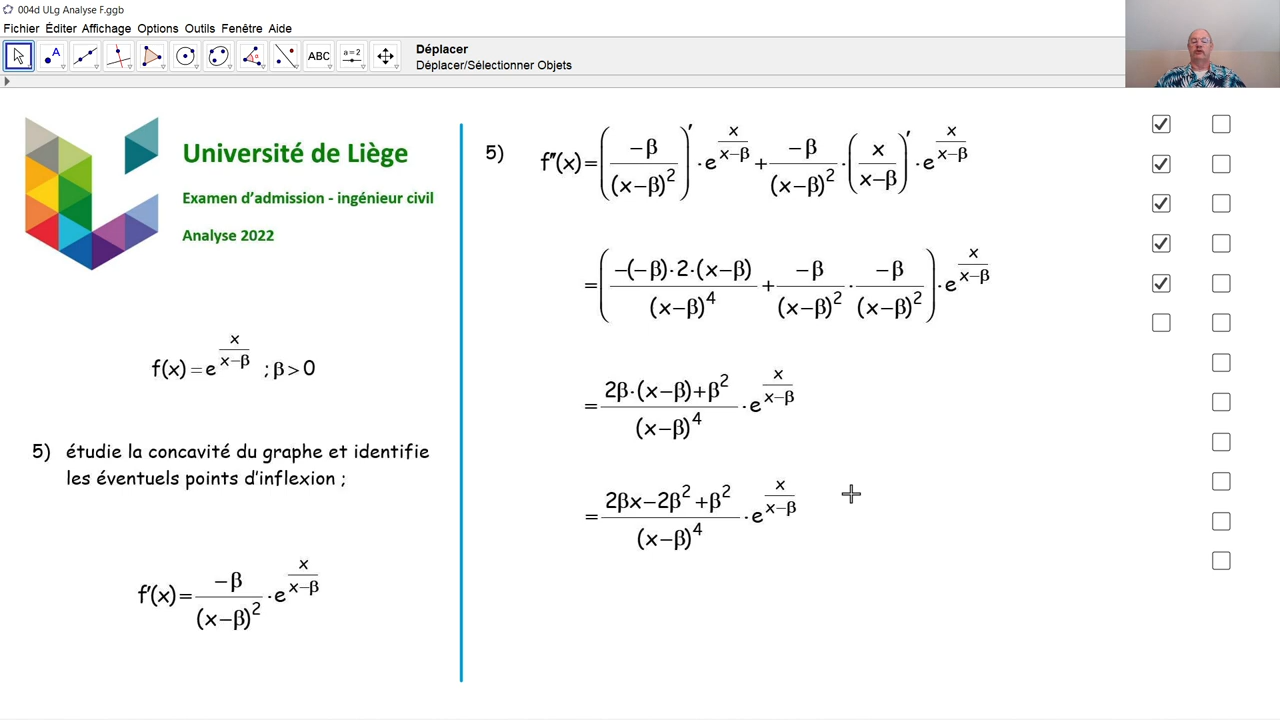 004d ULg Analyse F.ggb
Fichier Éditer Affichage Options Outils Fenêtre Aide
A
ABC
a=2
Déplacer
Déplacer/Sélectionner Objets
Université de Liège
Examen d'admission - ingénieur civil
Analyse 2022
f(x)=e^(x/(x−β)) ; β>0
5) étudie la concavité du graphe et identifie
les éventuels points d'inflexion ;
f'(x)= −β/(x−β)² · e^(x/(x−β))
5) f''(x)= (−β/(x−β)²)' · e^(x/(x−β)) + −β/(x−β)² · (x/(x−β))' · e^(x/(x−β))
= (−(−β)·2·(x−β)/(x−β)⁴ + −β/(x−β)² · −β/(x−β)²) · e^(x/(x−β))
= (2β·(x−β)+β²)/(x−β)⁴ · e^(x/(x−β))
= (2βx−2β²+β²)/(x−β)⁴ · e^(x/(x−β))